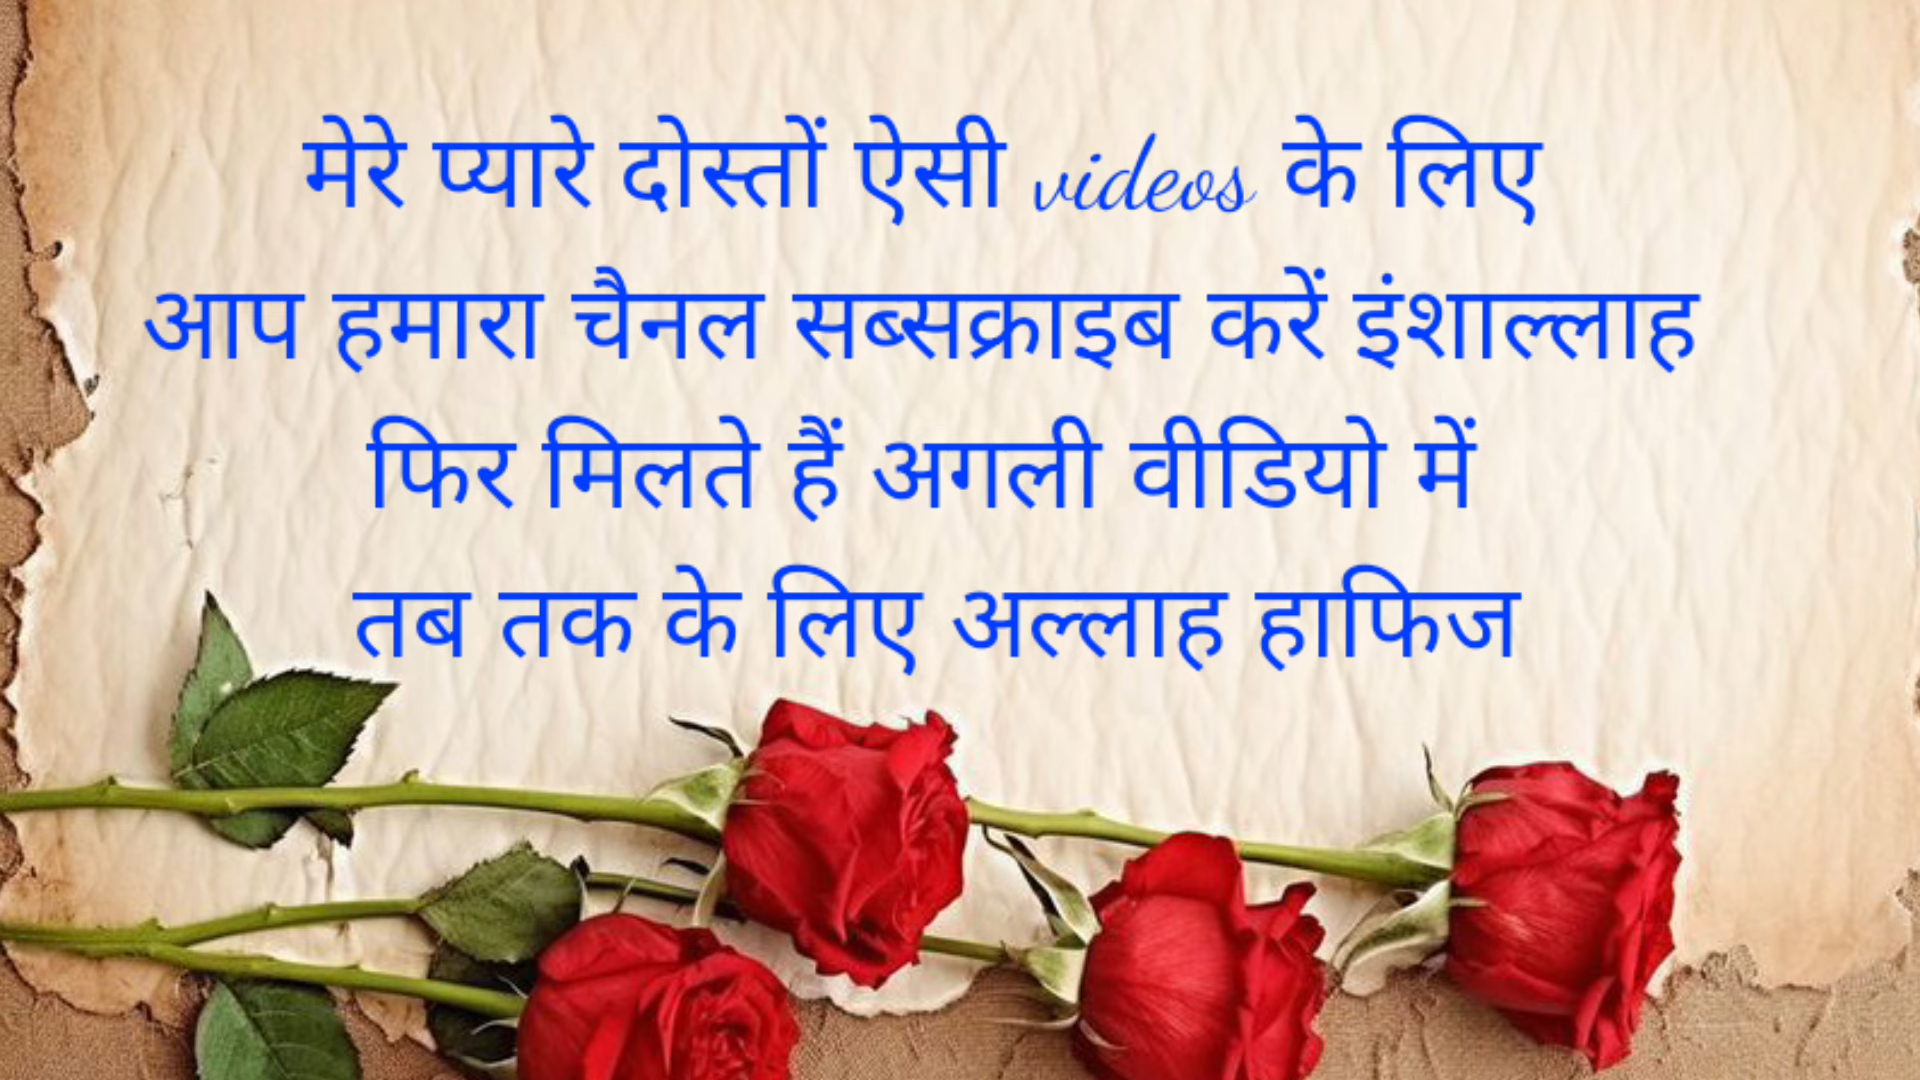 मेरे प्यारे दोस्तों ऐसी videos के लिए
आप हमारा चैनल सब्सक्राइब करें इंशाल्लाह
फिर मिलते हैं अगली वीडियो में
तब तक के लिए अल्लाह हाफिज